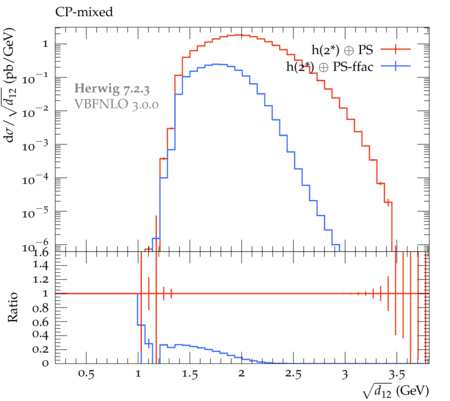 CP-mixed
dσ/√d₁₂ (pb/GeV)
1
10⁻¹
10⁻²
10⁻³
10⁻⁴
10⁻⁵
10⁻⁶
h(2*) ⊕ PS
h(2*) ⊕ PS-ffac
Herwig 7.2.3
VBFNLO 3.0.0
Ratio
1.6
1.4
1.2
1
0.8
0.6
0.4
0.2
0
0.5 1 1.5 2 2.5 3 3.5
√d₁₂ (GeV)